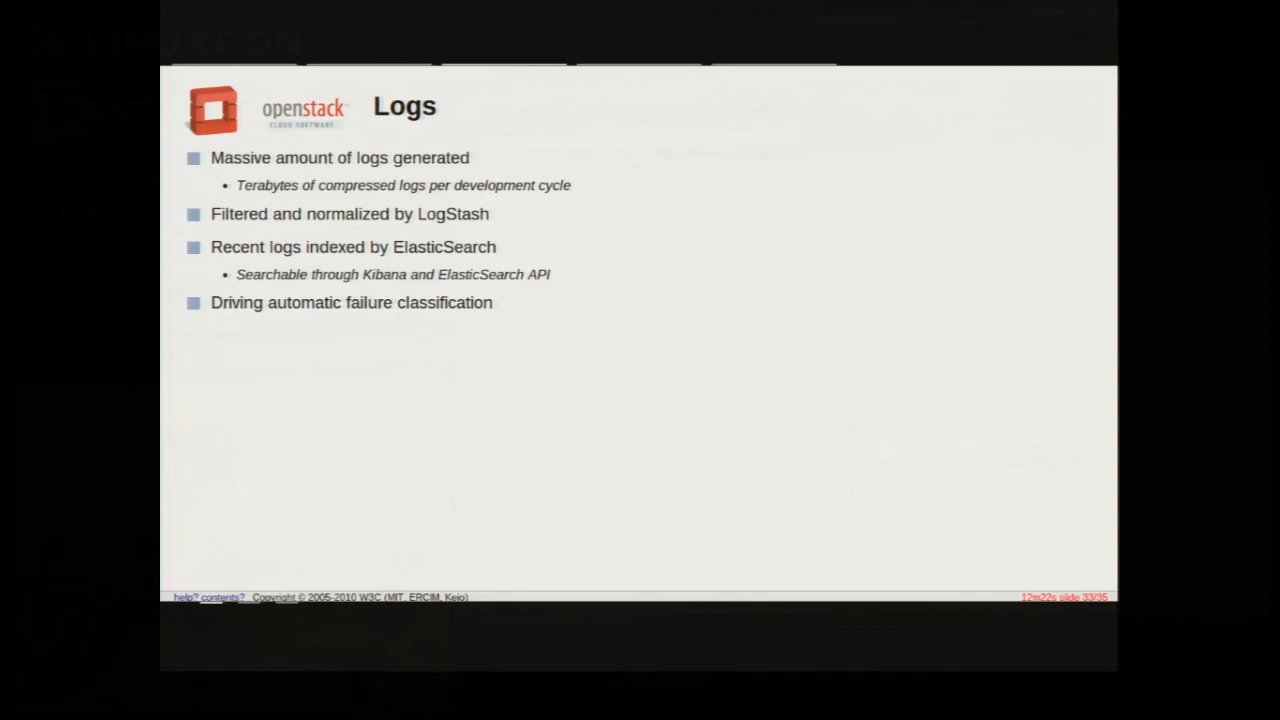 openstack
CLOUD SOFTWARE
Logs
Massive amount of logs generated
Terabytes of compressed logs per development cycle
Filtered and normalized by LogStash
Recent logs indexed by ElasticSearch
Searchable through Kibana and ElasticSearch API
Driving automatic failure classification
help? contents? Copyright © 2005-2010 W3C (MIT, ERCIM, Keio)
12m22s slide 33/35